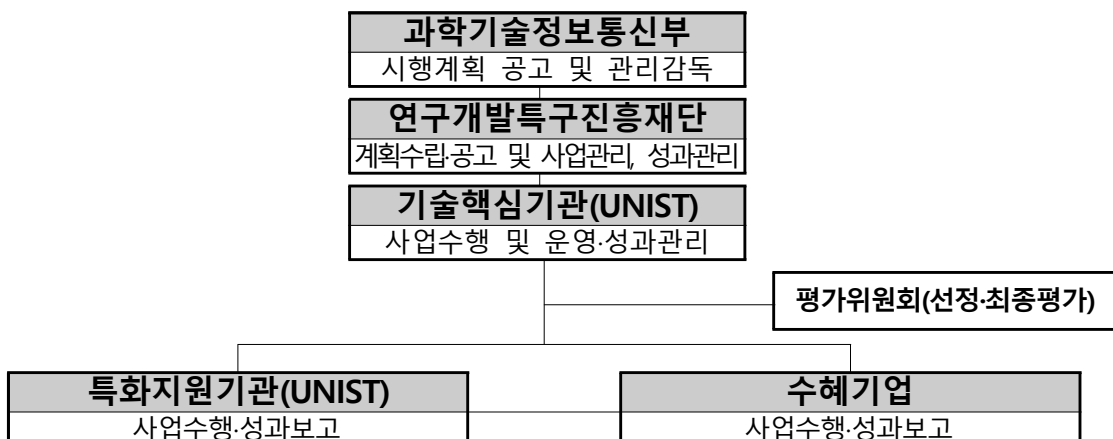 과학기술정보통신부
시행계획 공고 및 관리감독
연구개발특구진흥재단
계획수립·공고 및 사업관리, 성과관리
기술핵심기관(UNIST)
사업수행 및 운영·성과관리
평가위원회(선정·최종평가)
특화지원기관(UNIST)
사업수행·성과보고
수혜기업
사업수행·성과보고